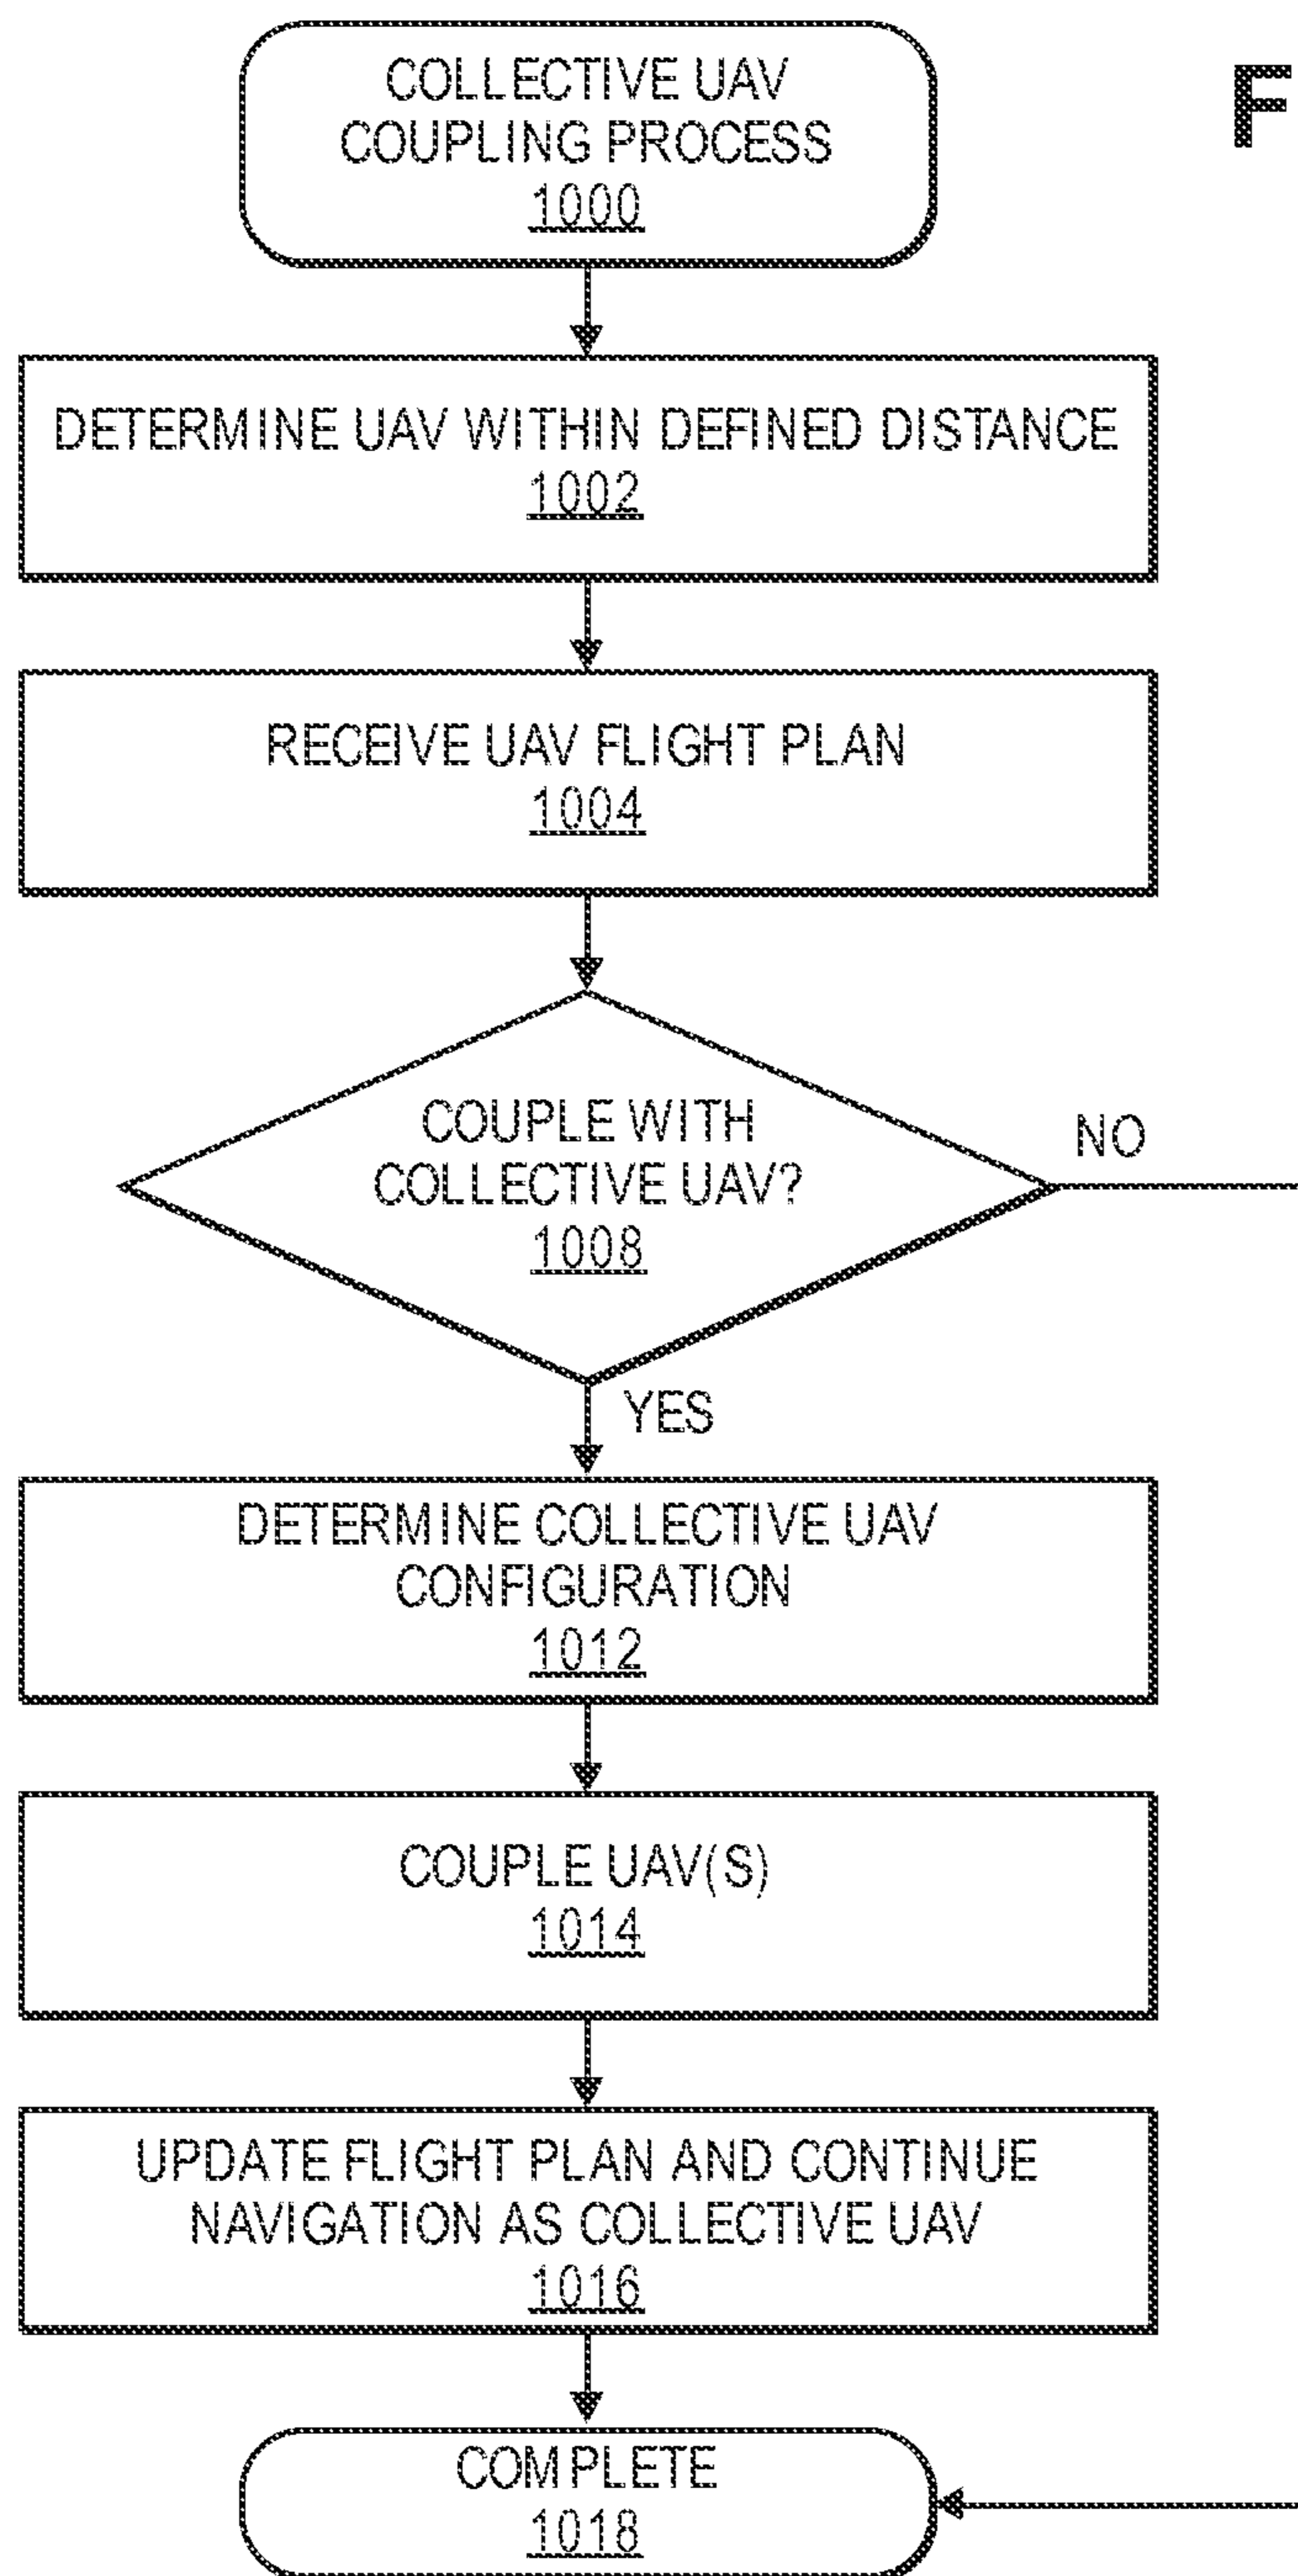 COLLECTIVE UAV
COUPLING PROCESS
1000
F
DETERMINE UAV WITHIN DEFINED DISTANCE
1002
RECEIVE UAV FLIGHT PLAN
1004
COUPLE WITH
COLLECTIVE UAV?
1008
NO
YES
DETERMINE COLLECTIVE UAV
CONFIGURATION
1012
COUPLE UAV(S)
1014
UPDATE FLIGHT PLAN AND CONTINUE
NAVIGATION AS COLLECTIVE UAV
1016
COMPLETE
1018